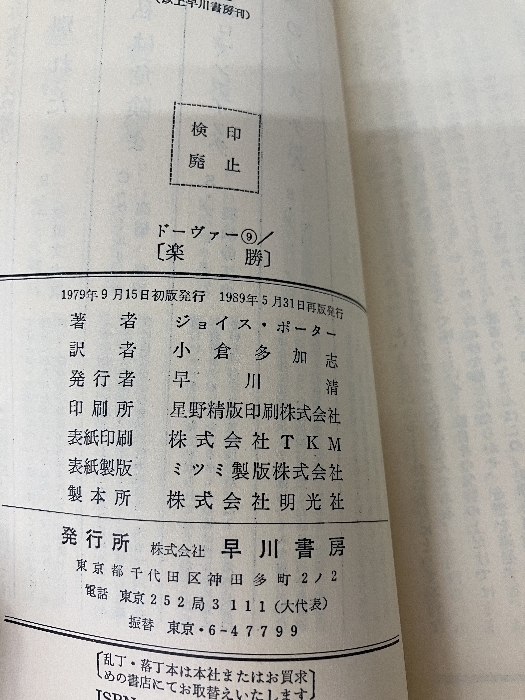 (以上早川書房刊)
検印
廃止
ドーヴァー⑨/
〔楽勝〕
1979年9月15日初版発行 1989年5月31日再版発行
著者 ジョイス・ポーター
訳者 小倉多加志
発行者 早川清
印刷所 星野精版印刷株式会社
表紙印刷 株式会社TKM
表紙製版 ミツミ製版株式会社
製本所 株式会社明光社
発行所 株式会社 早川書房
東京都千代田区神田多町2ノ2
電話 東京252局3111(大代表)
振替 東京・6-47799
〔乱丁・落丁本は本社またはお買求
めの書店にてお取替えいたします〕
ISBN